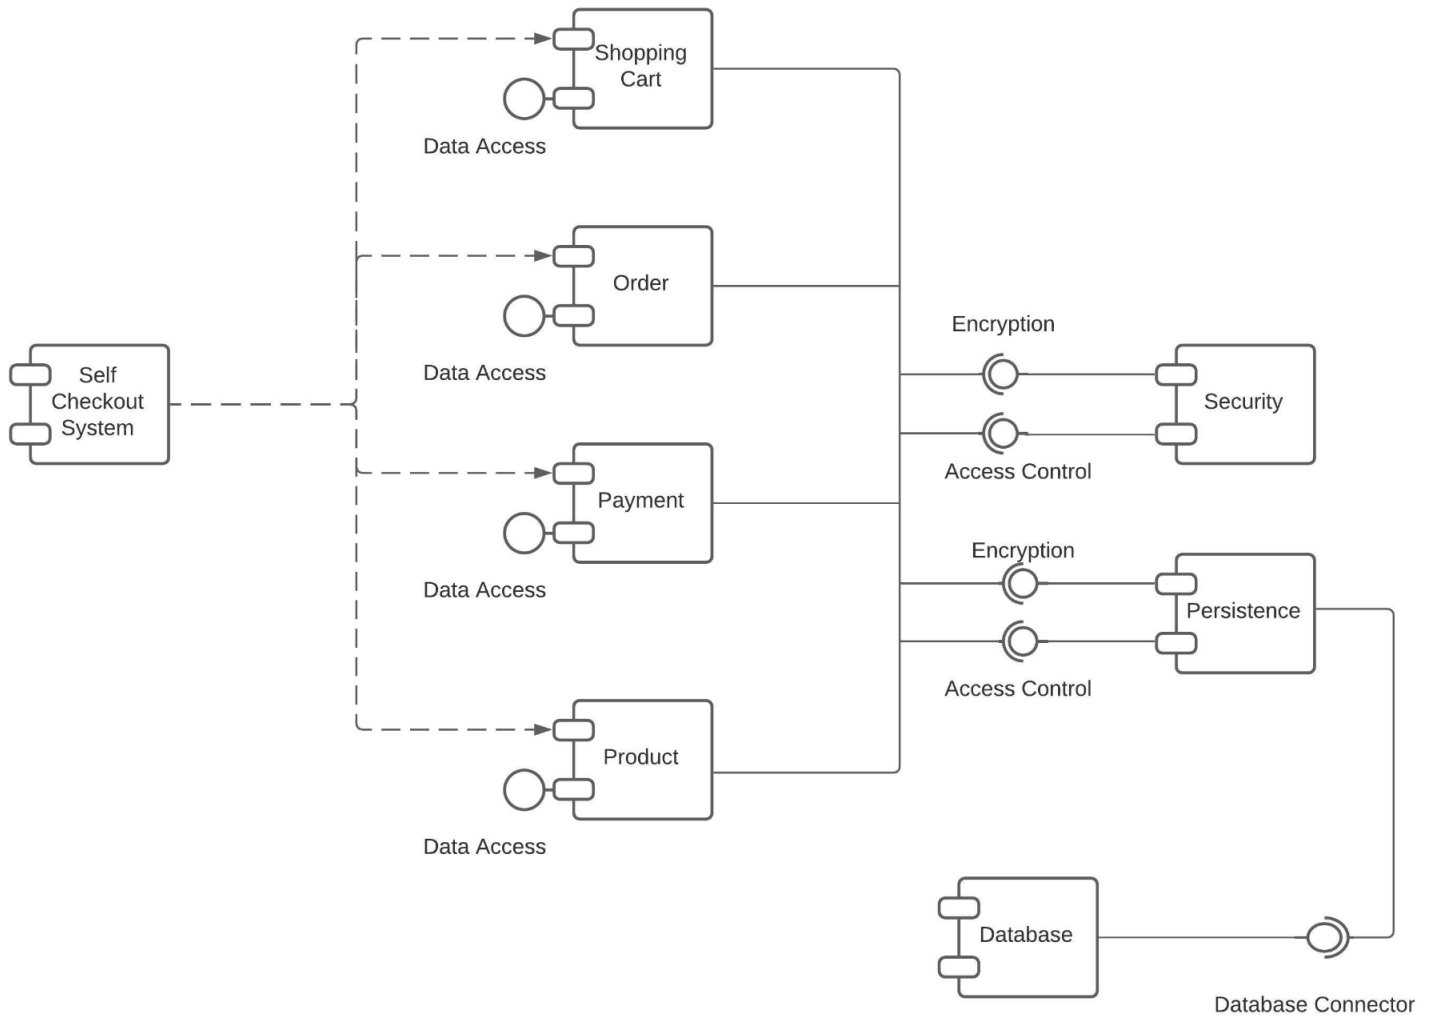 Shopping
Cart
Data Access
Order
Data Access
Encryption
Self
Checkout
System
Security
Access Control
Payment
Data Access
Encryption
Persistence
Access Control
Product
Data Access
Database
Database Connector